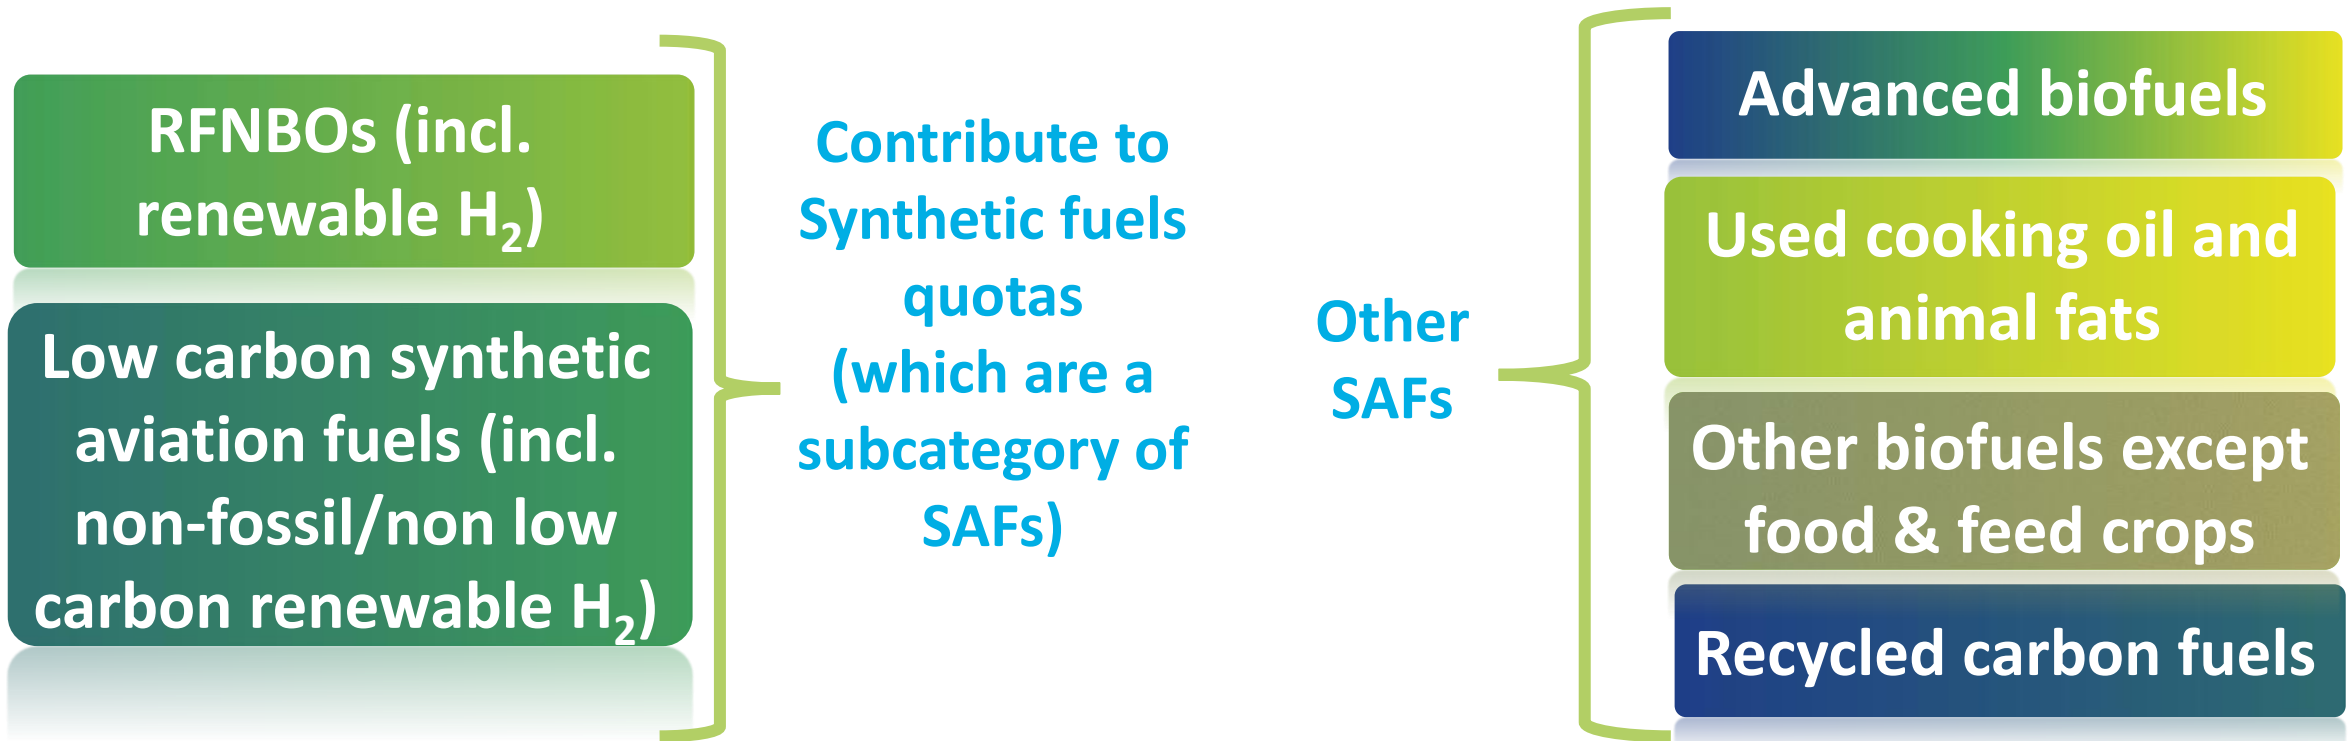 RFNBOs (incl.
renewable H₂)
Low carbon synthetic
aviation fuels (incl.
non-fossil/non low
carbon renewable H₂)
Contribute to
Synthetic fuels
quotas
(which are a
subcategory of
SAFs)
Other
SAFs
Advanced biofuels
Used cooking oil and
animal fats
Other biofuels except
food & feed crops
Recycled carbon fuels